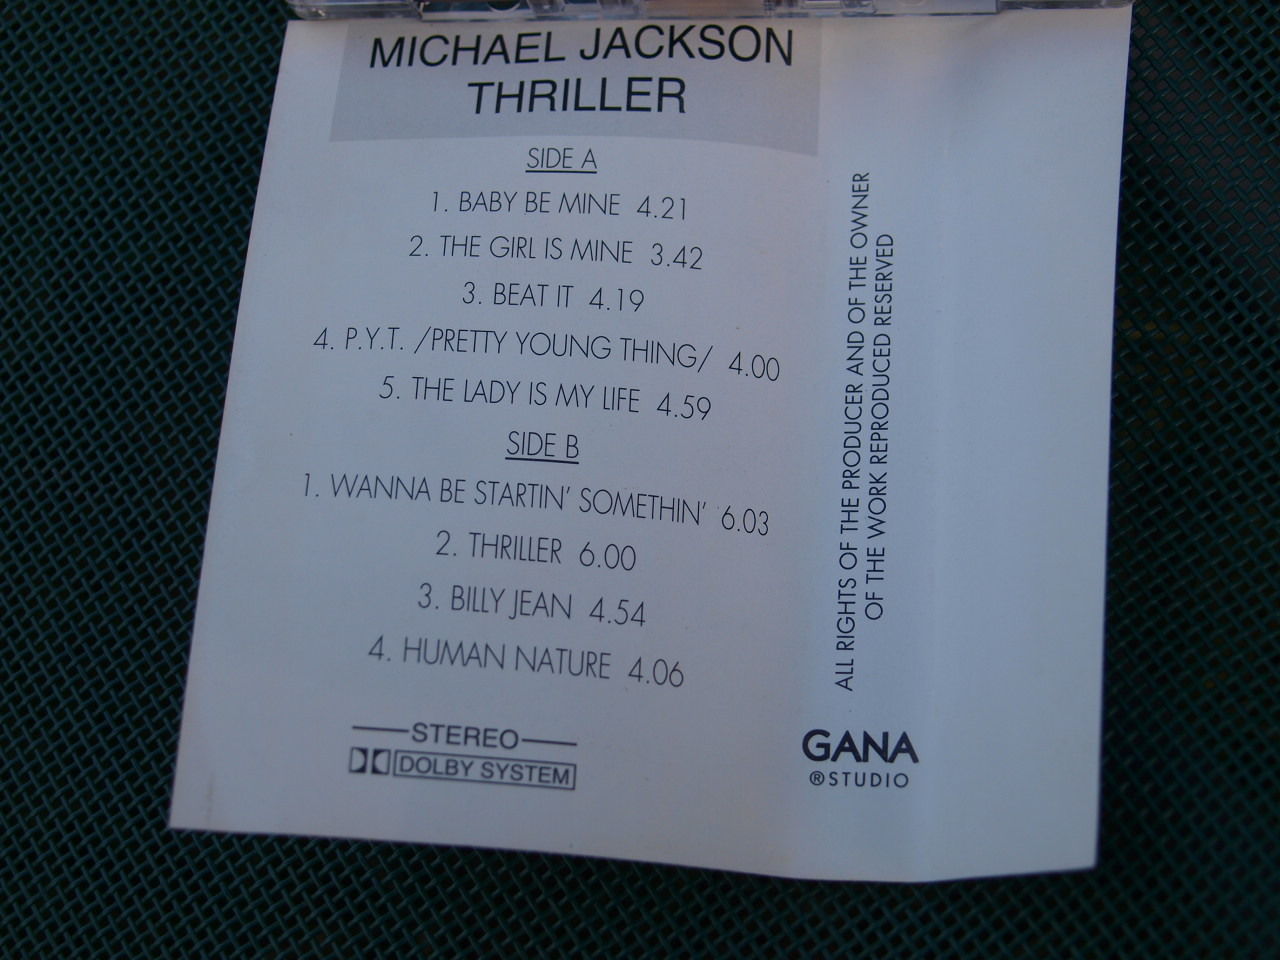 MICHAEL JACKSON
THRILLER
SIDE A
1. BABY BE MINE 4.21
2. THE GIRL IS MINE 3.42
3. BEAT IT 4.19
4. P.Y.T. /PRETTY YOUNG THING/ 4.00
5. THE LADY IS MY LIFE 4.59
SIDE B
1. WANNA BE STARTIN' SOMETHIN' 6.03
2. THRILLER 6.00
3. BILLY JEAN 4.54
4. HUMAN NATURE 4.06
STEREO
DOLBY SYSTEM
ALL RIGHTS OF THE PRODUCER AND OF THE OWNER
OF THE WORK REPRODUCED RESERVED
GANA
®STUDIO